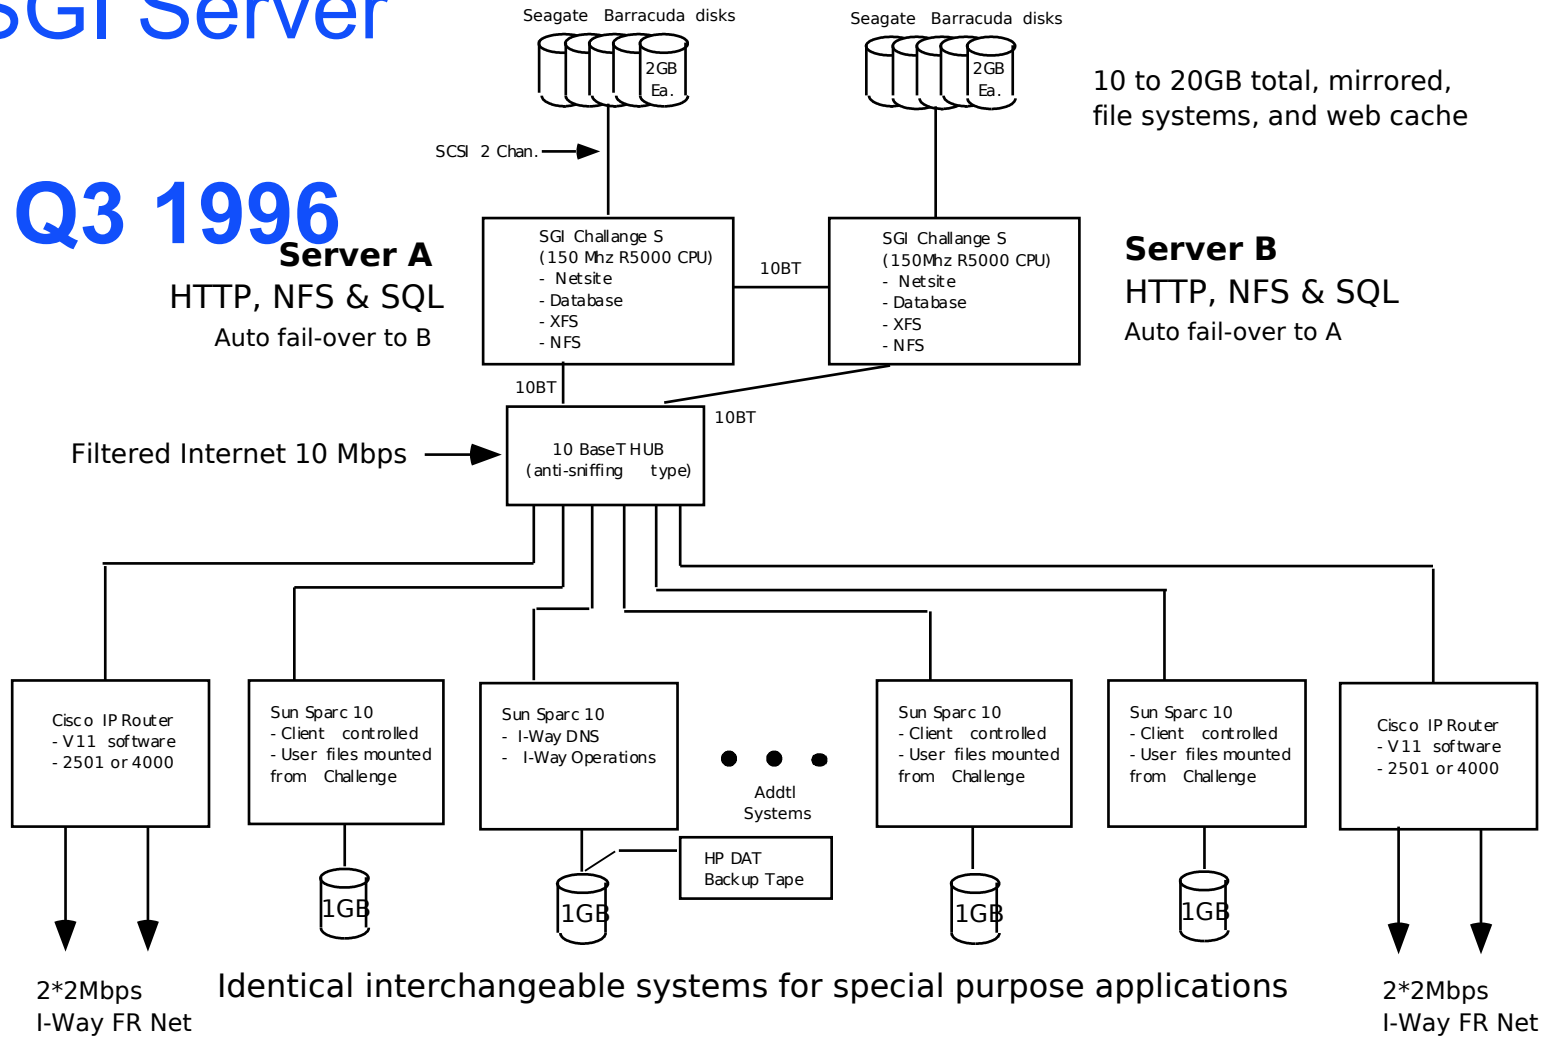 SGI Server
Q3 1996
Seagate Barracuda disks
2GB
Ea.
Seagate Barracuda disks
2GB
Ea.
10 to 20GB total, mirrored,
file systems, and web cache
SCSI 2 Chan.
Server A
HTTP, NFS & SQL
Auto fail-over to B
SGI Challange S
(150 Mhz R5000 CPU)
- Netsite
- Database
- XFS
- NFS
10BT
SGI Challange S
(150Mhz R5000 CPU)
- Netsite
- Database
- XFS
- NFS
Server B
HTTP, NFS & SQL
Auto fail-over to A
10BT
10BT
Filtered Internet 10 Mbps
10 BaseT HUB
(anti-sniffing type)
Cisco IP Router
- V11 software
- 2501 or 4000
Sun Sparc 10
- Client controlled
- User files mounted
from Challenge
Sun Sparc 10
- I-Way DNS
- I-Way Operations
Addtl
Systems
Sun Sparc 10
- Client controlled
- User files mounted
from Challenge
Sun Sparc 10
- Client controlled
- User files mounted
from Challenge
Cisco IP Router
- V11 software
- 2501 or 4000
HP DAT
Backup Tape
1GB
1GB
1GB
1GB
2*2Mbps
I-Way FR Net
Identical interchangeable systems for special purpose applications
2*2Mbps
I-Way FR Net